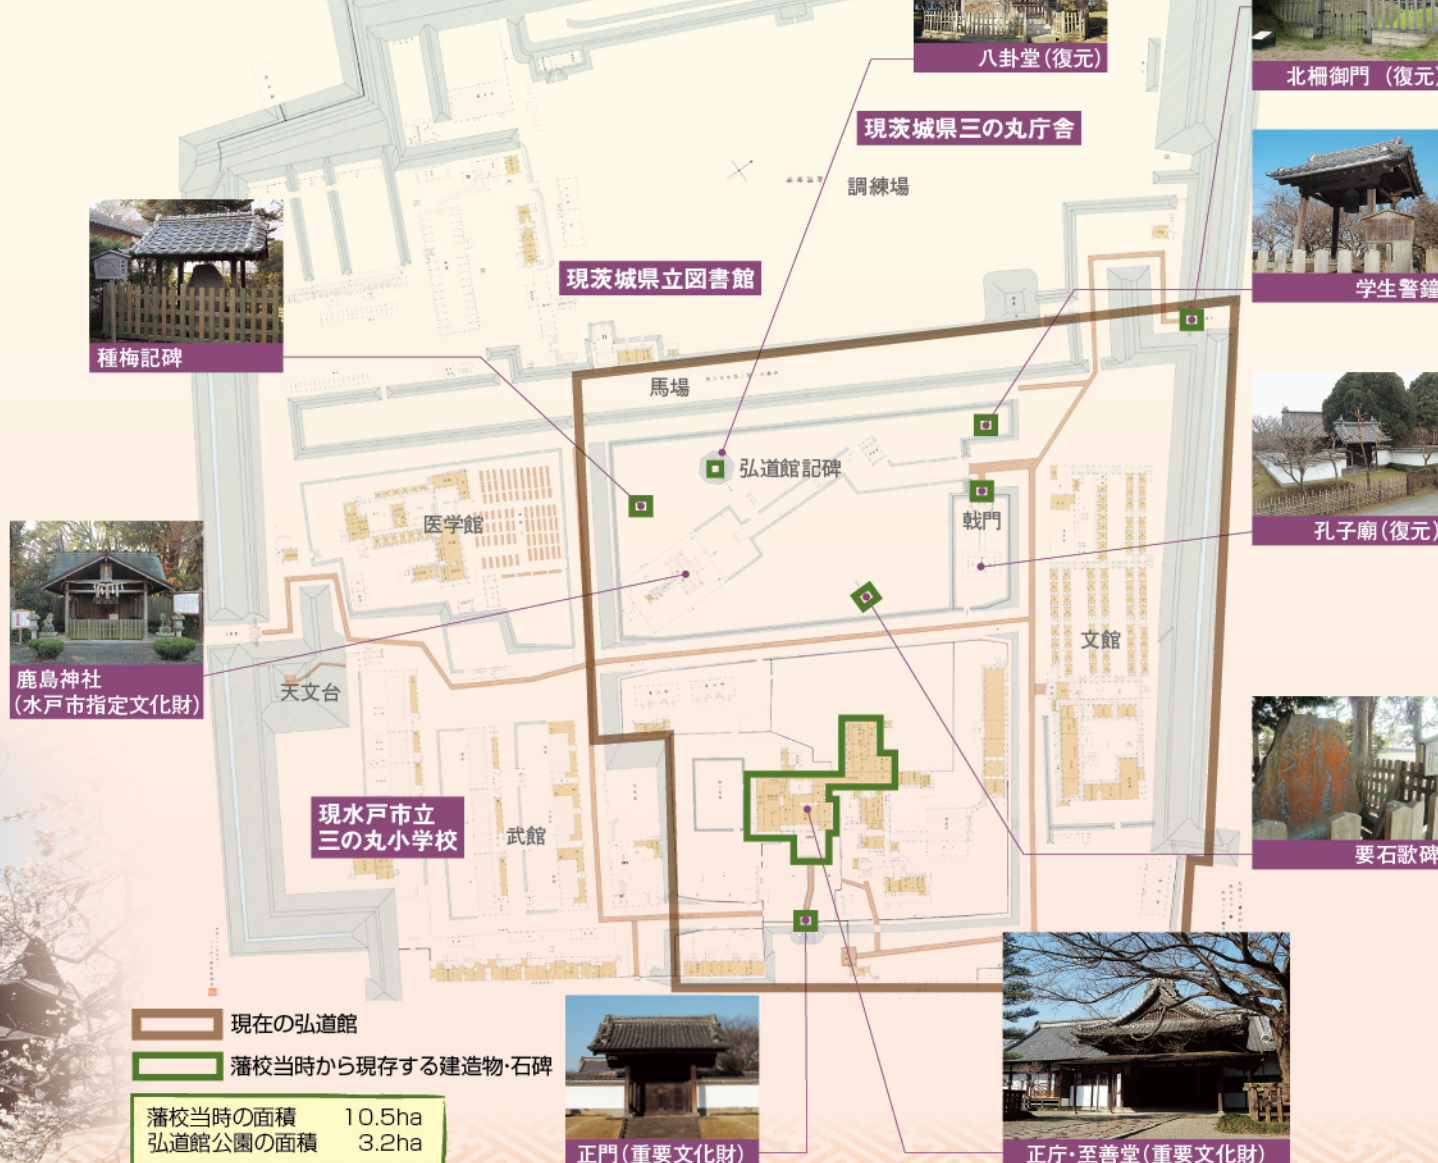 八卦堂(復元)
北柵御門 (復元)
現茨城県三の丸庁舎
調練場
学生警鐘
現茨城県立図書館
種梅記碑
馬場
弘道館記碑
医学館
戟門
孔子廟(復元)
鹿島神社
(水戸市指定文化財)
天文台
文館
現水戸市立
三の丸小学校
武館
要石歌碑
現在の弘道館
藩校当時から現存する建造物・石碑
藩校当時の面積 10.5ha
弘道館公園の面積 3.2ha
正門(重要文化財)
正庁・至善堂(重要文化財)